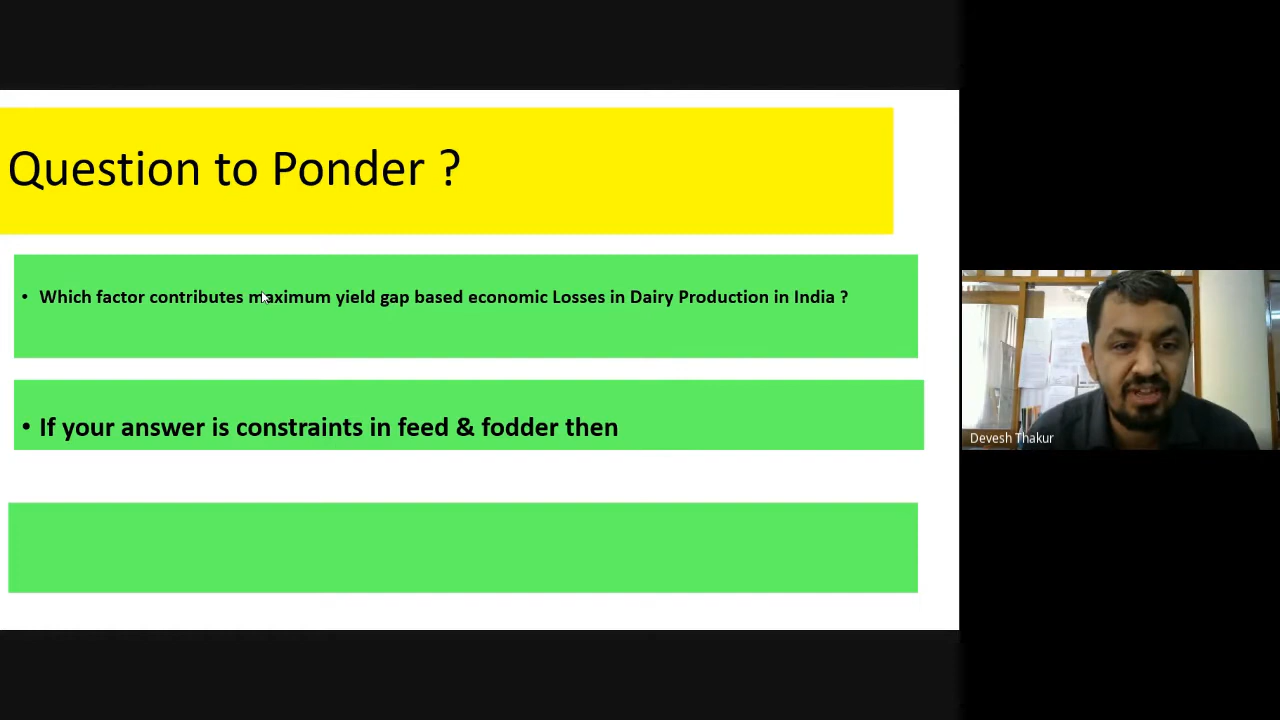 Question to Ponder ?
• Which factor contributes maximum yield gap based economic Losses in Dairy Production in India ?
• If your answer is constraints in feed & fodder then
Devesh Thakur